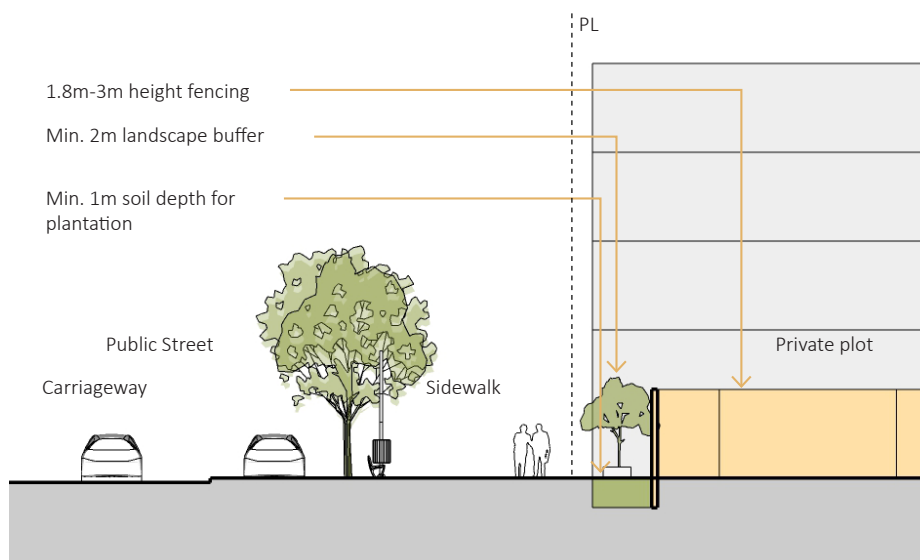 PL
1.8m-3m height fencing
Min. 2m landscape buffer
Min. 1m soil depth for
plantation
Public Street
Private plot
Carriageway
Sidewalk